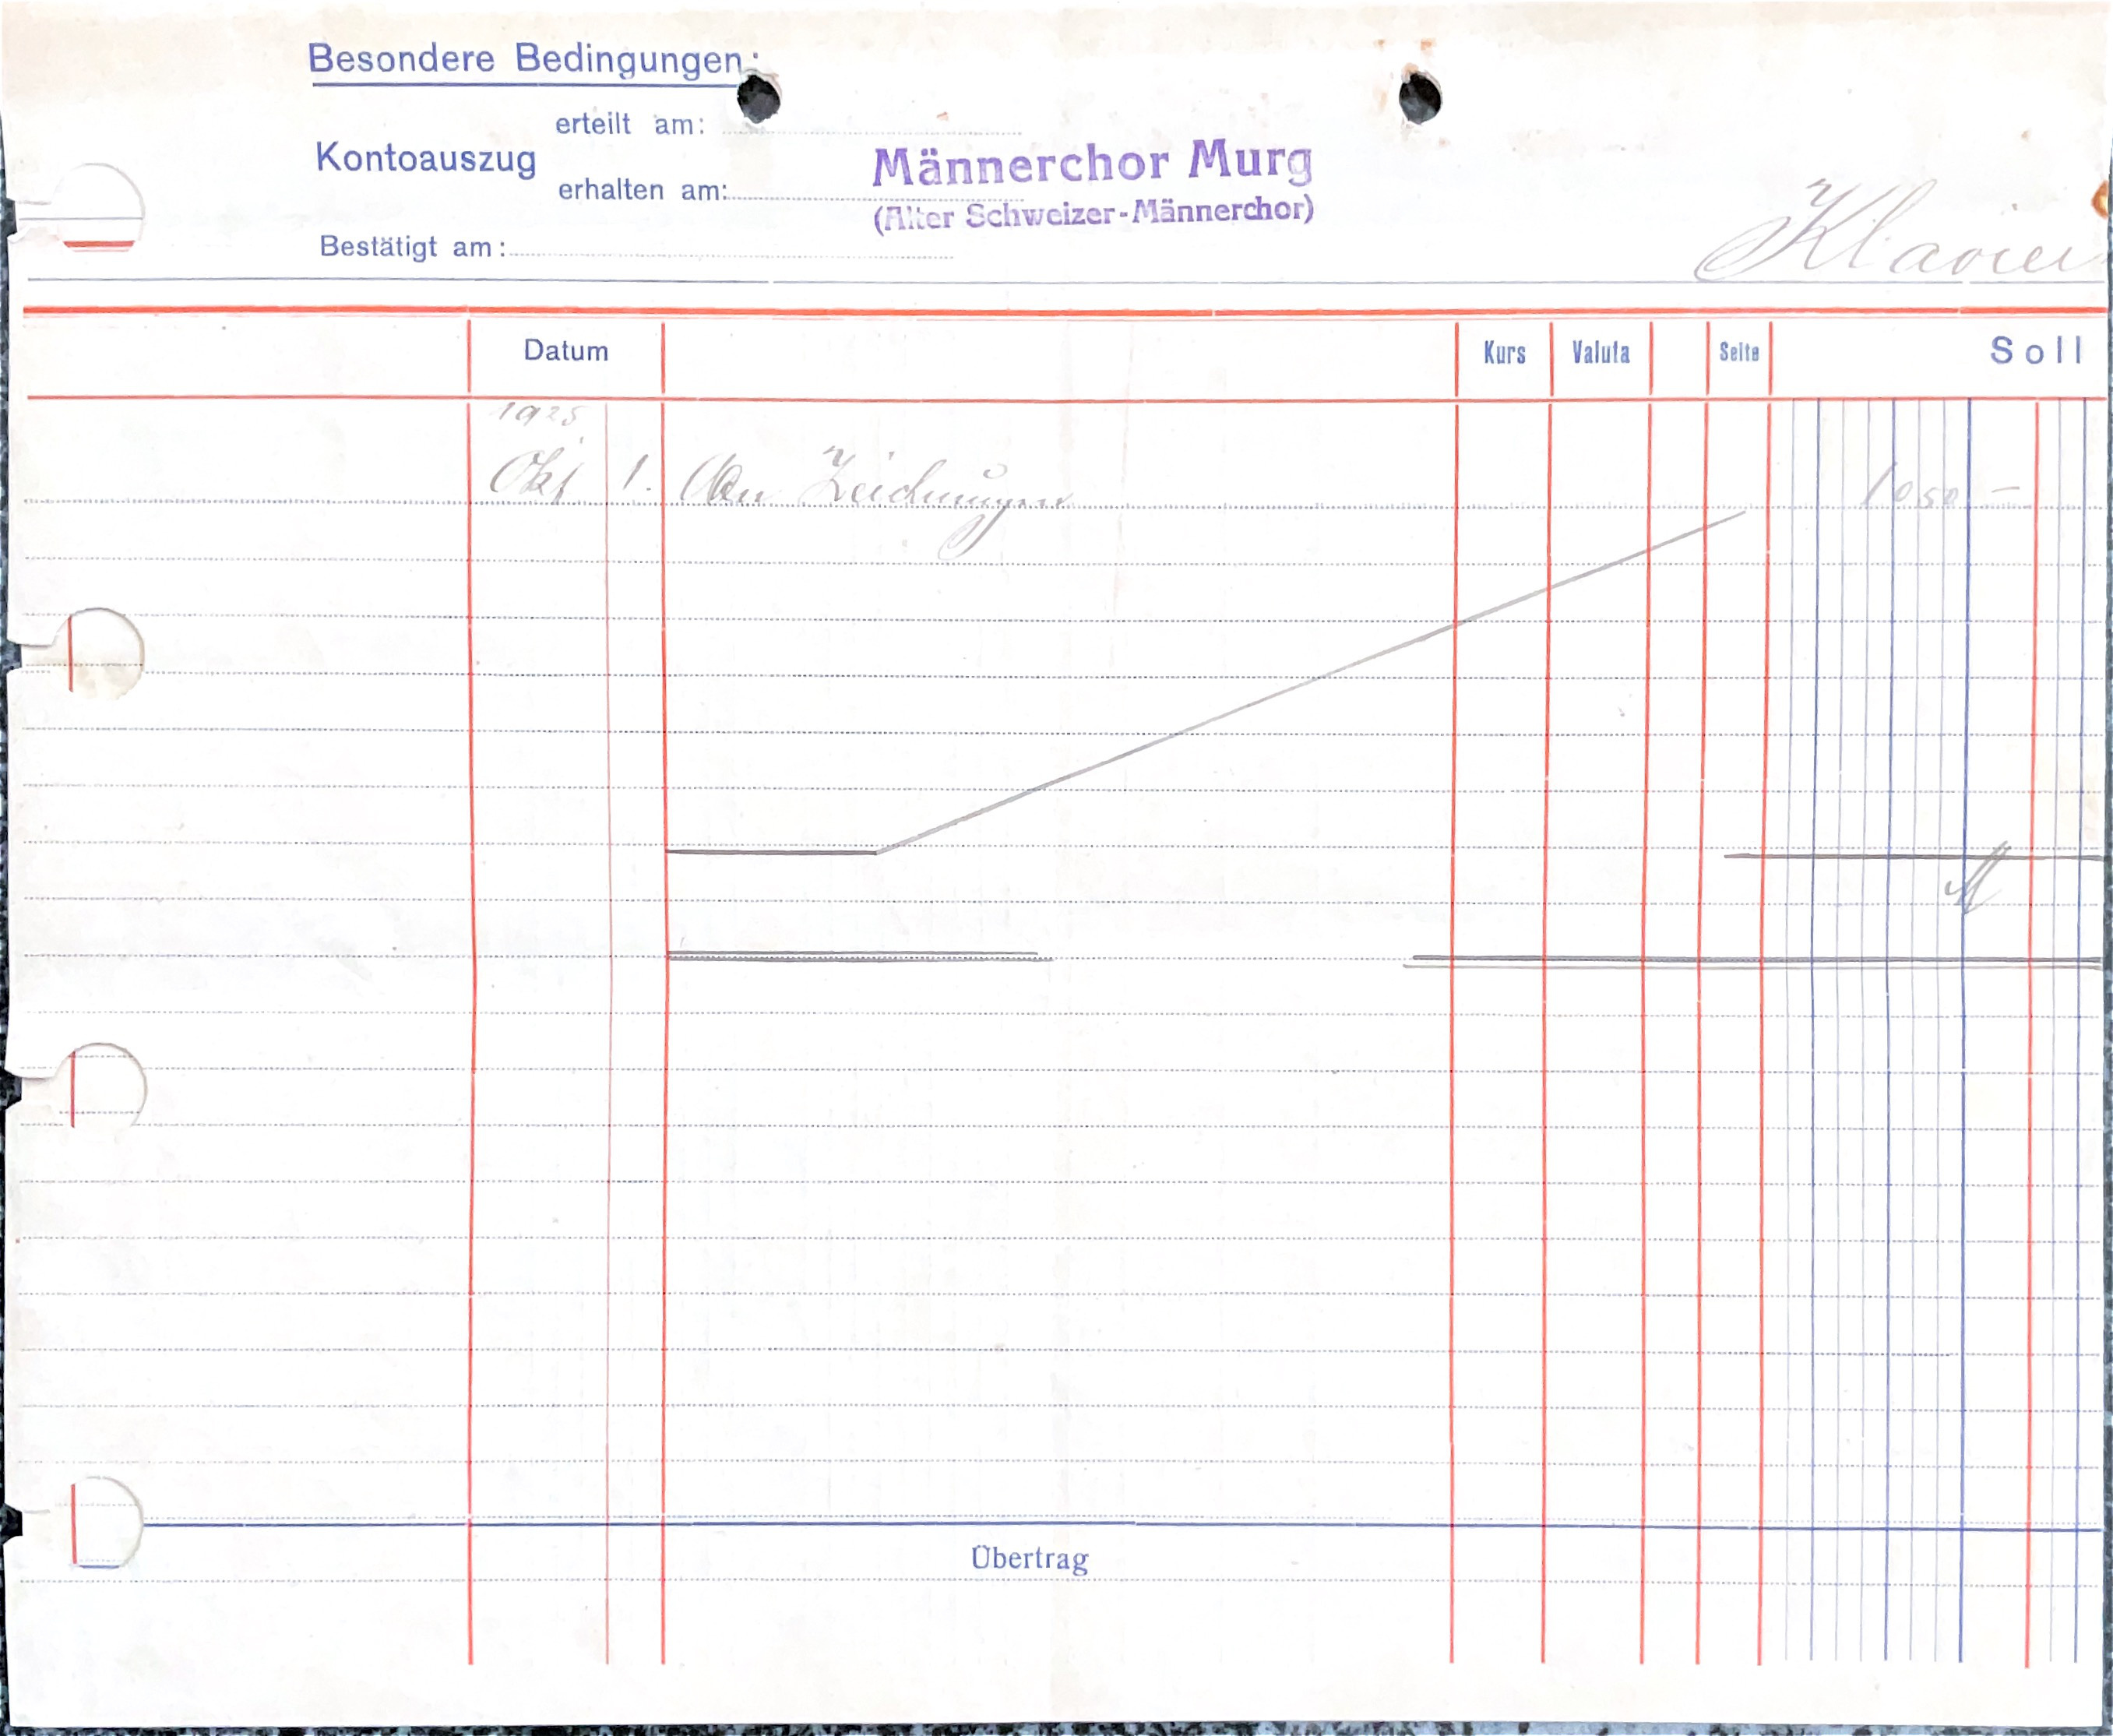 Besondere Bedingungen:
erteilt am:
Kontoauszug
erhalten am:
Männerchor Murg
(Alter Schweizer-Männerchor)
Bestätigt am:
Klavier
Datum Kurs Valuta Seite Soll
1925
Okt 1. An Zeichnungen 1050 —
Übertrag